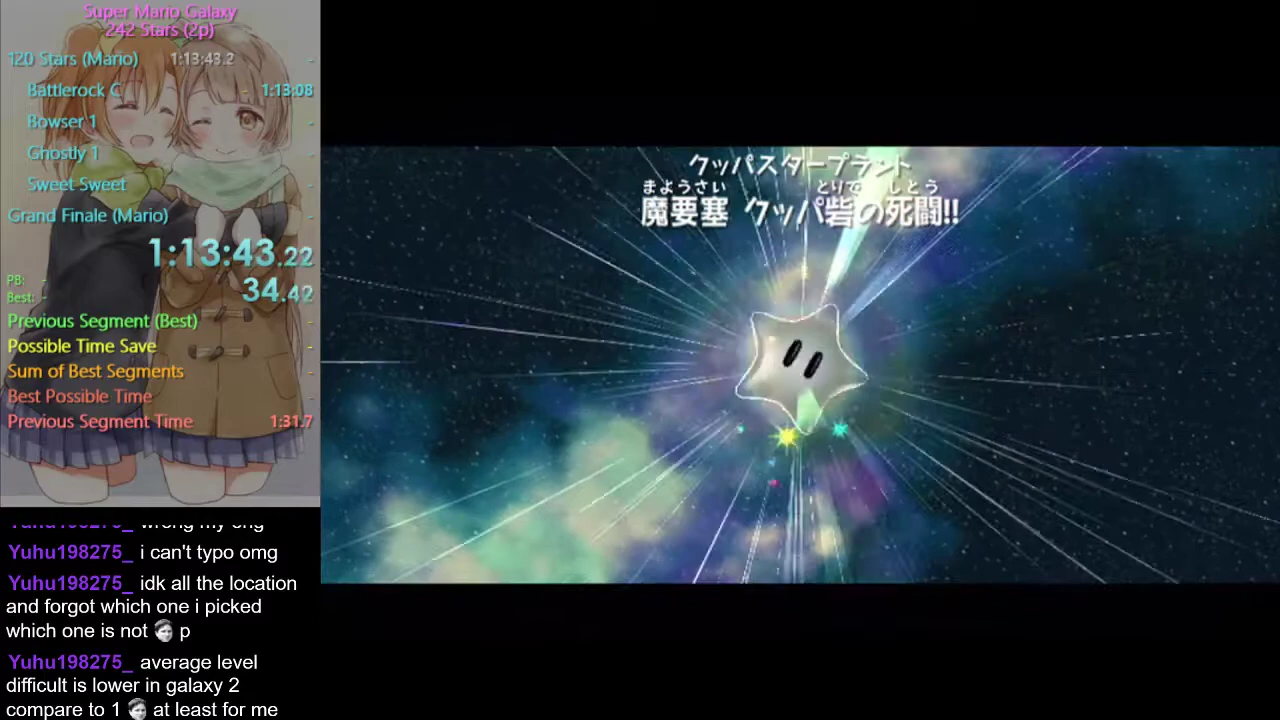 Super Mario Galaxy
242 Stars (2p)
120 Stars (Mario) 1:13:43.2 -
Battlerock C - 1:13:08
Bowser 1 -
Ghostly 1 -
Sweet Sweet -
Grand Finale (Mario) -
1:13:43.22
PB: -
34.42
Best: -
Previous Segment (Best) -
Possible Time Save -
Sum of Best Segments -
Best Possible Time -
Previous Segment Time 1:31.7
Yuhu198275_ wrong my eng
Yuhu198275_ i can't typo omg
Yuhu198275_ idk all the location
and forgot which one i picked
which one is not p
Yuhu198275_ average level
difficult is lower in galaxy 2
compare to 1 at least for me
クッパスタープラント
まようさい とりで しとう
魔要塞 クッパ砦の死闘!!